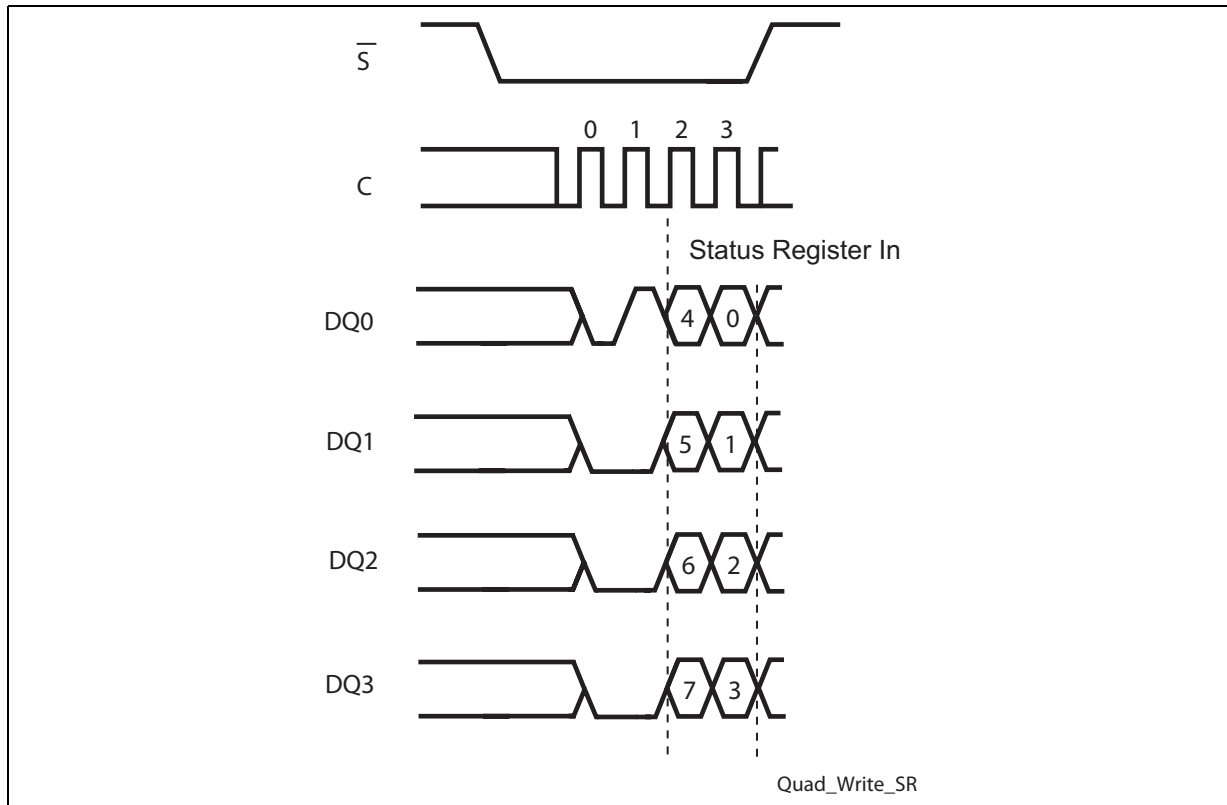 S
0 1 2 3
C
Status Register In
DQ0
4 0
DQ1
5 1
DQ2
6 2
DQ3
7 3
Quad_Write_SR